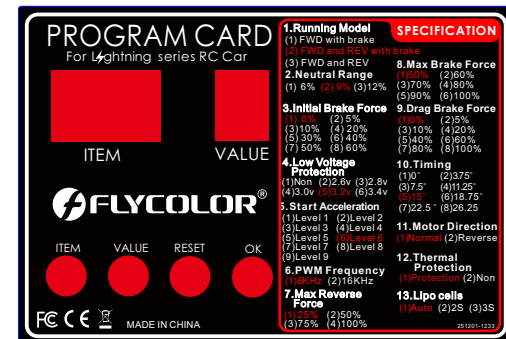 PROGRAM CARD
For Lightning series RC Car
ITEM VALUE
FLYCOLOR®
ITEM VALUE RESET OK
FC CE MADE IN CHINA
SPECIFICATION
1.Running Model
(1) FWD with brake
(2) FWD and REV with brake
(3) FWD and REV
2.Neutral Range
(1) 6% (2) 9% (3)12%
3.Initial Brake Force
(1) 0% (2) 5%
(3)10% (4) 20%
(5) 30% (6) 40%
(7) 50% (8) 60%
4.Low Voltage
Protection
(1)Non (2)2.6v (3)2.8v
(4)3.0v (5)3.2v (6)3.4v
5.Start Acceleration
(1)Level 1 (2)Level 2
(3)Level 3 (4)Level 4
(5)Level 5 (6)Level 6
(7)Level 7 (8)Level 8
(9)Level 9
6.PWM Frequency
(1)8KHz (2)16KHz
7.Max Reverse
Force
(1) 25% (2)50%
(3)75% (4)100%
8.Max Brake Force
(1)50% (2)60%
(3)70% (4)80%
(5)90% (6)100%
9.Drag Brake Force
(1)0% (2)5%
(3)10% (4)20%
(5)40% (6)60%
(7)80% (8)100%
10.Timing
(1)0° (2)3.75°
(3)7.5° (4)11.25°
(5)15° (6)18.75°
(7)22.5° (8)26.25
11.Motor Direction
(1)Normal (2)Reverse
12.Thermal
Protection
(1)Protection (2)Non
13.Lipo cells
(1)Auto (2)2S (3)3S
251201-1233